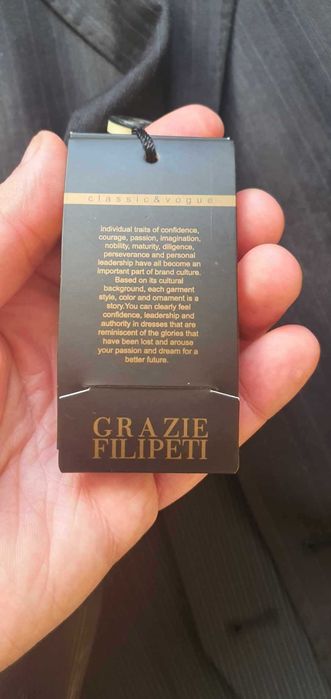 classic&vogue
individual traits of confidence,
courage, passion, imagination,
nobility, maturity, diligence,
perseverance and personal
leadership have all become an
important part of brand culture.
Based on its cultural
background, each garment
style, color and ornament is a
story.You can clearly feel
confidence, leadership and
authority in dresses that are
reminiscent of the glories that
have been lost and arouse
your passion and dream for a
better future.
GRAZIE
FILIPETI